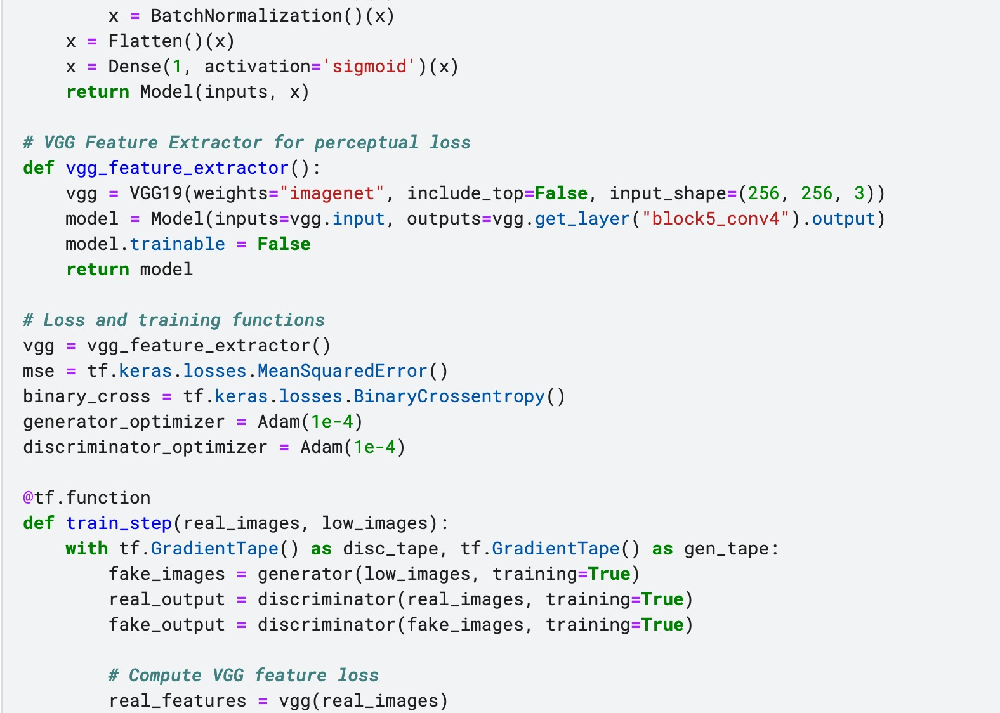 x = BatchNormalization()(x)
    x = Flatten()(x)
    x = Dense(1, activation='sigmoid')(x)
    return Model(inputs, x)

# VGG Feature Extractor for perceptual loss
def vgg_feature_extractor():
    vgg = VGG19(weights="imagenet", include_top=False, input_shape=(256, 256, 3))
    model = Model(inputs=vgg.input, outputs=vgg.get_layer("block5_conv4").output)
    model.trainable = False
    return model

# Loss and training functions
vgg = vgg_feature_extractor()
mse = tf.keras.losses.MeanSquaredError()
binary_cross = tf.keras.losses.BinaryCrossentropy()
generator_optimizer = Adam(1e-4)
discriminator_optimizer = Adam(1e-4)

@tf.function
def train_step(real_images, low_images):
    with tf.GradientTape() as disc_tape, tf.GradientTape() as gen_tape:
        fake_images = generator(low_images, training=True)
        real_output = discriminator(real_images, training=True)
        fake_output = discriminator(fake_images, training=True)

        # Compute VGG feature loss
        real_features = vgg(real_images)